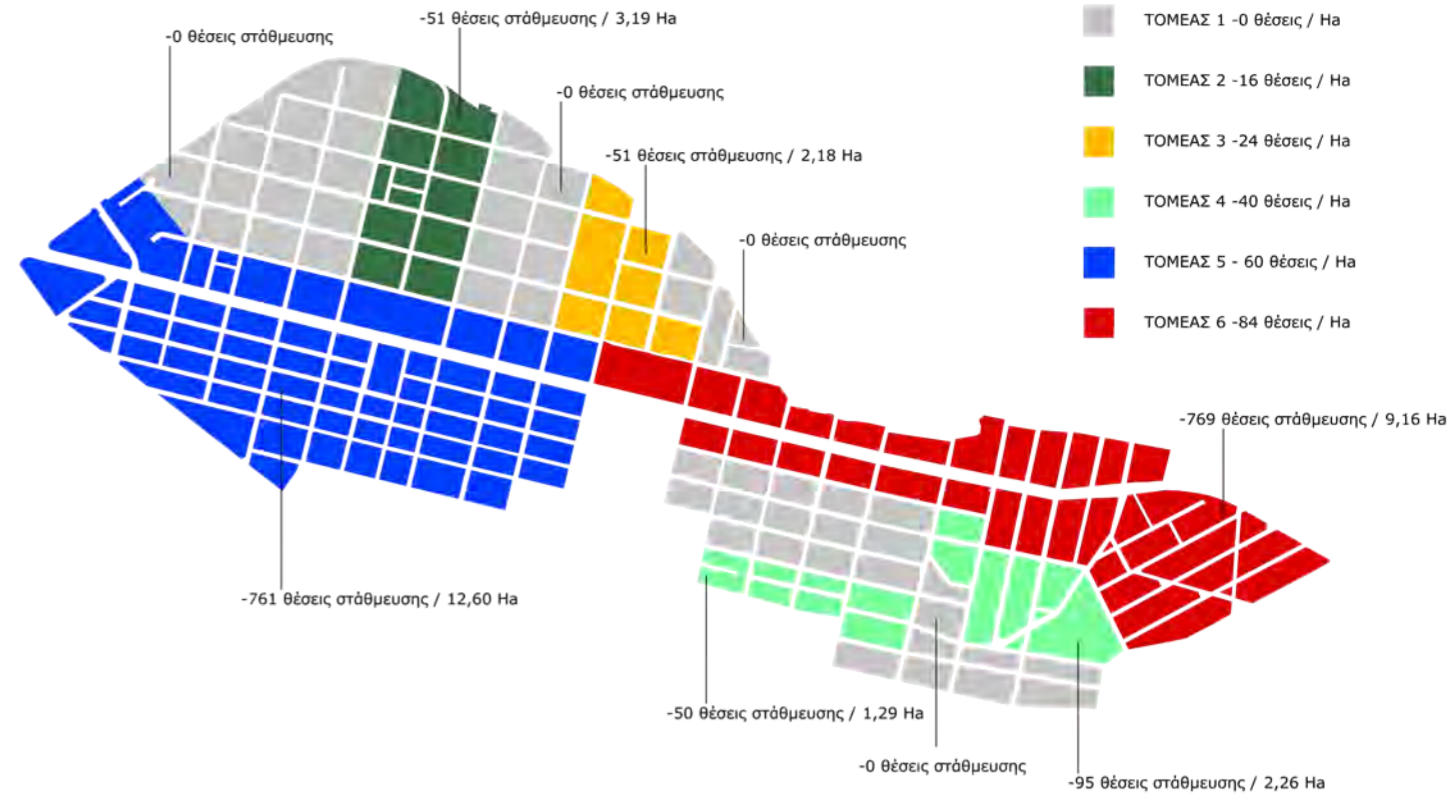 -51 θέσεις στάθμευσης / 3,19 Ha
-0 θέσεις στάθμευσης
-0 θέσεις στάθμευσης
-51 θέσεις στάθμευσης / 2,18 Ha
-0 θέσεις στάθμευσης
ΤΟΜΕΑΣ 1 -0 θέσεις / Ha
ΤΟΜΕΑΣ 2 -16 θέσεις / Ha
ΤΟΜΕΑΣ 3 -24 θέσεις / Ha
ΤΟΜΕΑΣ 4 -40 θέσεις / Ha
ΤΟΜΕΑΣ 5 - 60 θέσεις / Ha
ΤΟΜΕΑΣ 6 -84 θέσεις / Ha
-769 θέσεις στάθμευσης / 9,16 Ha
-761 θέσεις στάθμευσης / 12,60 Ha
-50 θέσεις στάθμευσης / 1,29 Ha
-0 θέσεις στάθμευσης
-95 θέσεις στάθμευσης / 2,26 Ha